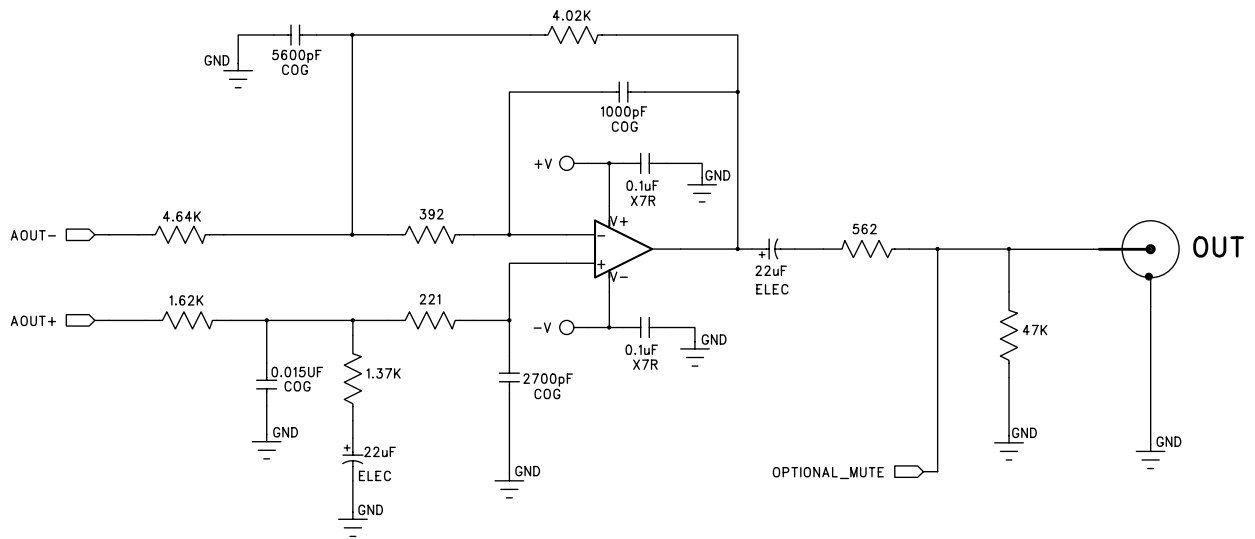 4.02K
GND
5600pF
COG
1000pF
COG
+V
GND
0.1uF
X7R
4.64K
392
V+
AOUT-
-
562
OUT
+
+
22uF
ELEC
V-
1.62K
221
AOUT+
-V
GND
0.1uF
X7R
47K
0.015UF
COG
1.37K
2700pF
COG
GND
GND
GND
+
22uF
ELEC
GND
OPTIONAL_MUTE
GND